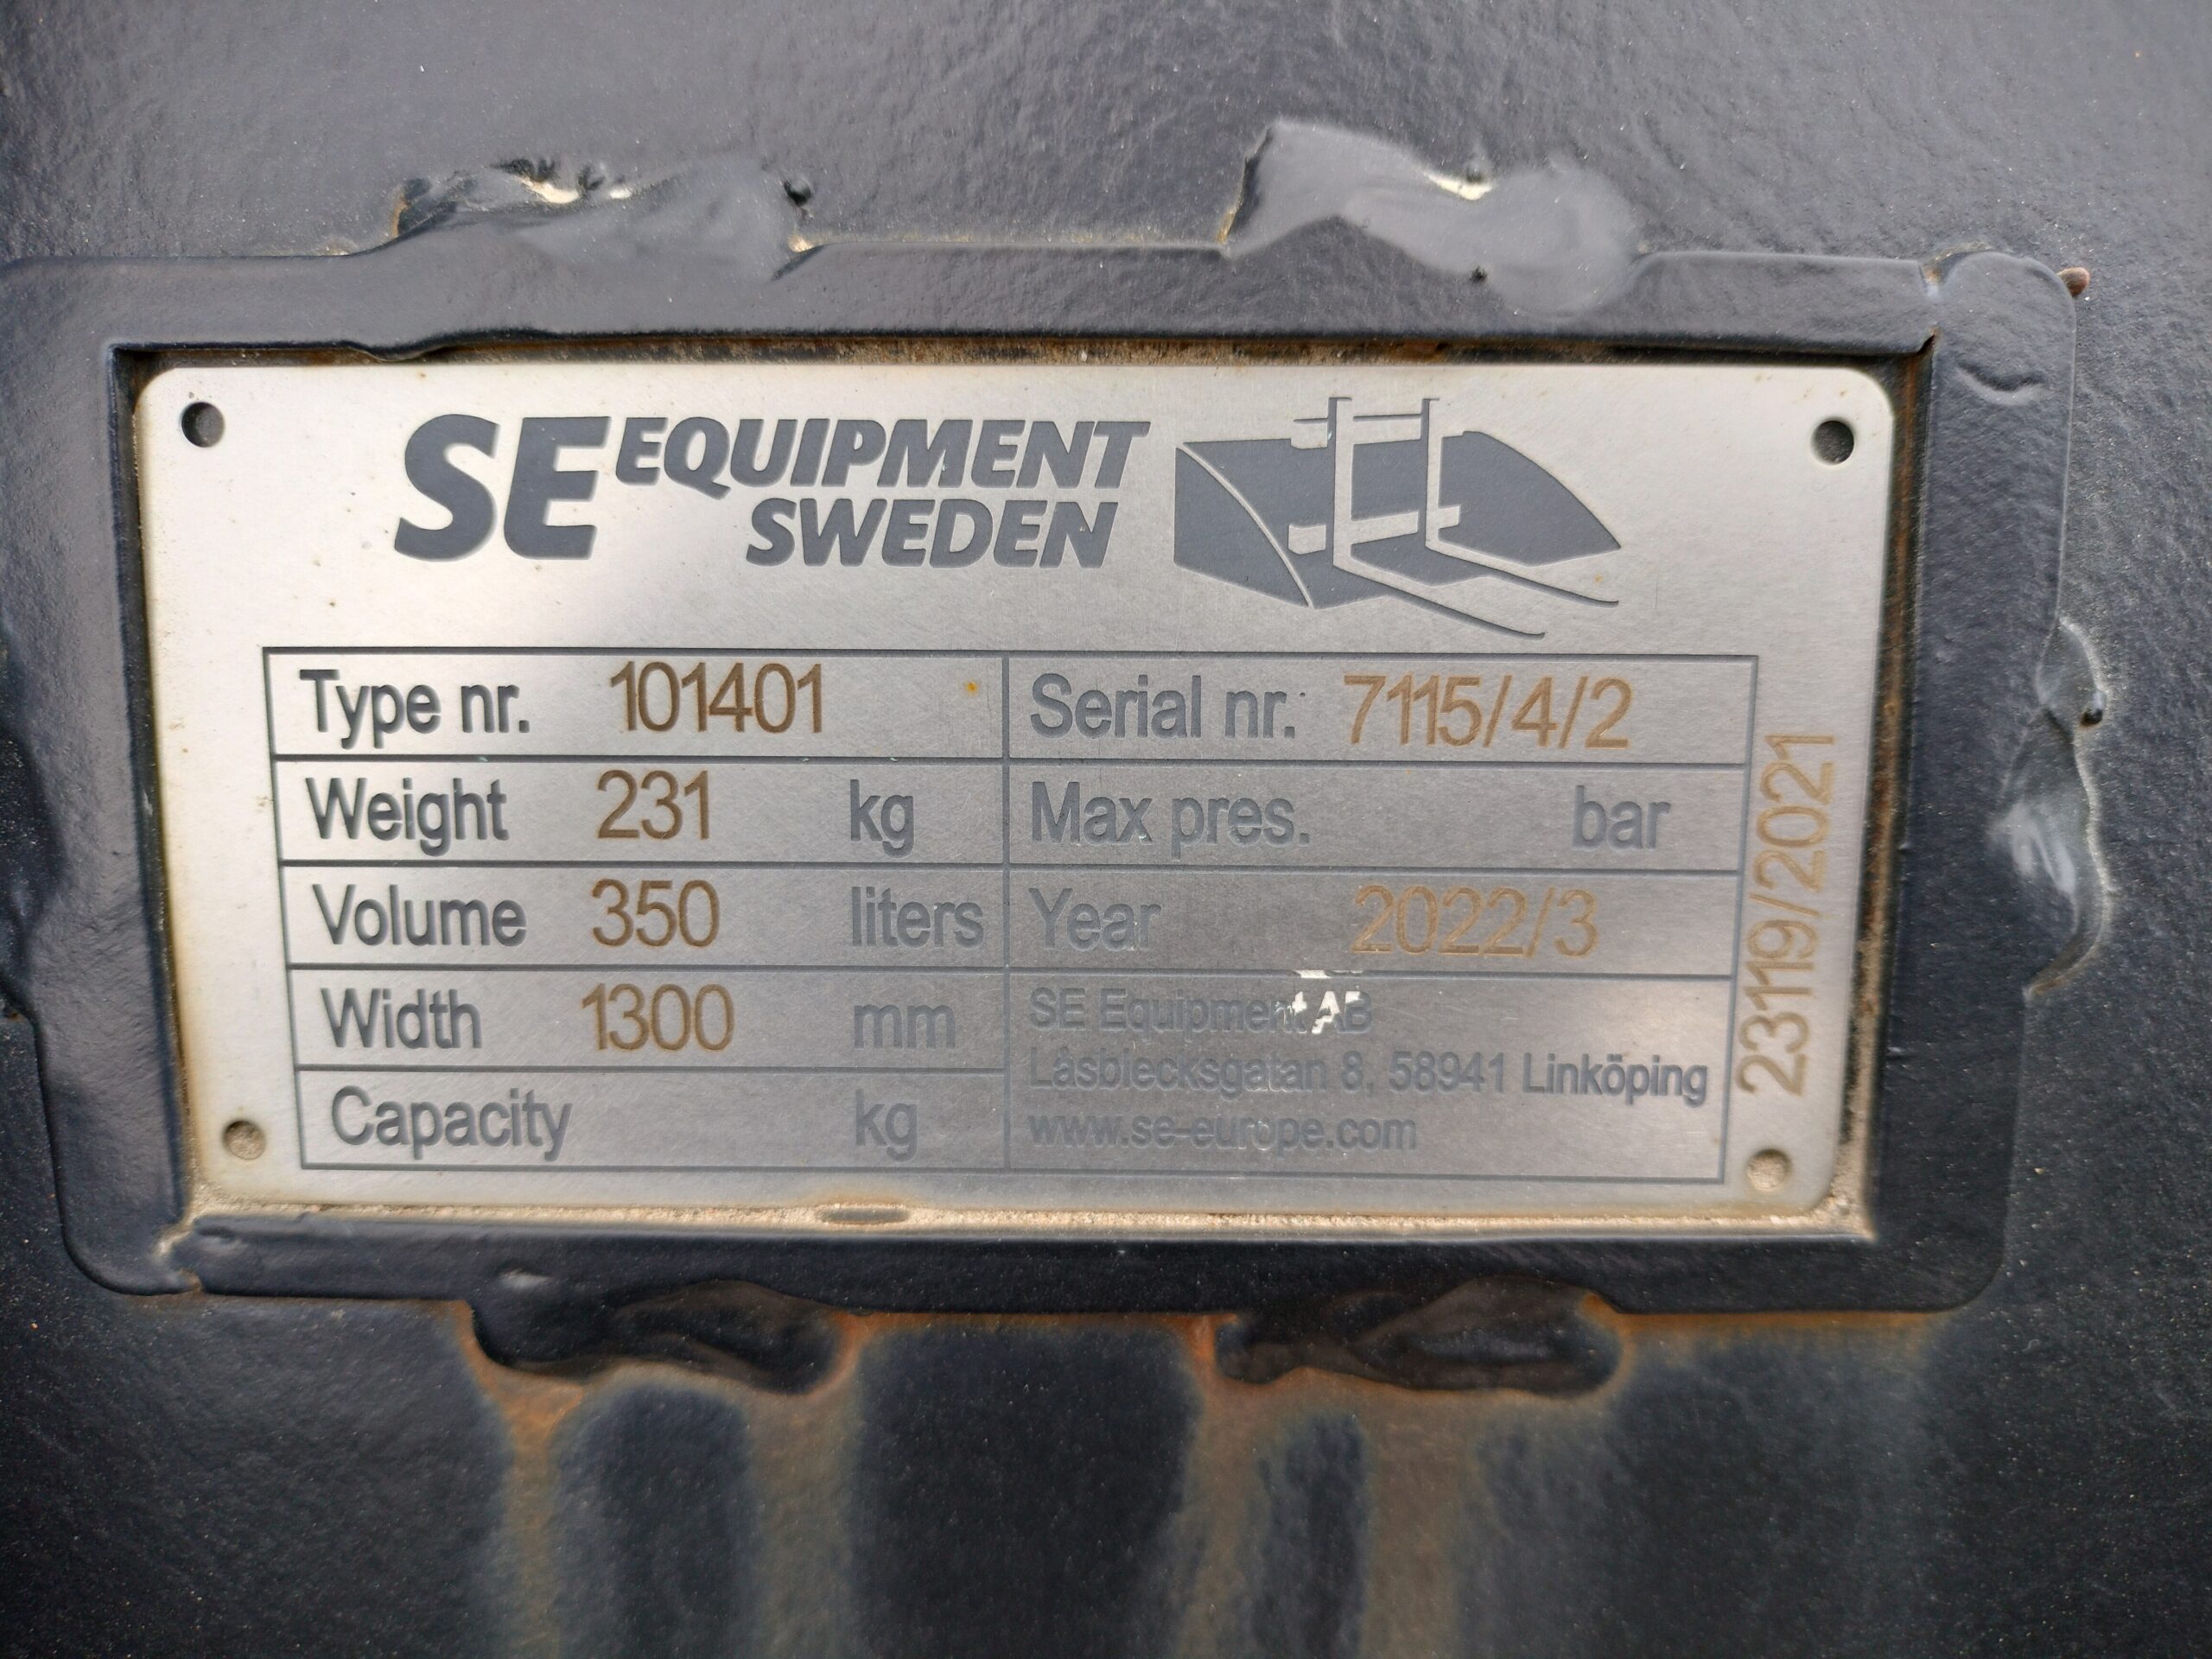 SE EQUIPMENT
SWEDEN
Type nr. 101401
Serial nr. 7115/4/2
Weight 231 kg
Max pres. bar
Volume 350 liters
Year 2022/3
Width 1300 mm
Capacity kg
SE Equipment AB
Låsblecksgatan 8, 58941 Linköping
www.se-europe.com
23119/2021